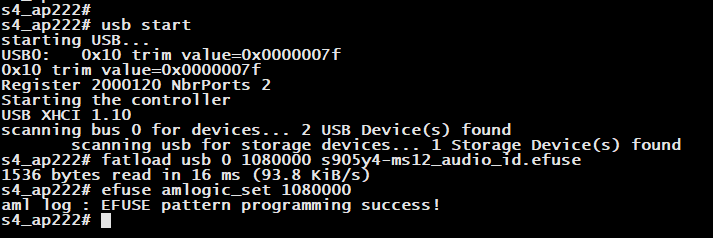 s4_ap222#
s4_ap222# usb start
starting USB...
USB0:   0x10 trim value=0x0000007f
0x10 trim value=0x0000007f
Register 2000120 NbrPorts 2
Starting the controller
USB XHCI 1.10
scanning bus 0 for devices... 2 USB Device(s) found
       scanning usb for storage devices... 1 Storage Device(s) found
s4_ap222# fatload usb 0 1080000 s905y4-ms12_audio_id.efuse
1536 bytes read in 16 ms (93.8 KiB/s)
s4_ap222# efuse amlogic_set 1080000
aml log : EFUSE pattern programming success!
s4_ap222#